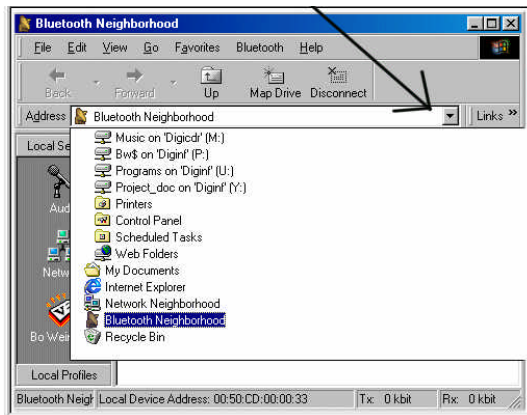 Bluetooth Neighborhood
File Edit View Go Favorites Bluetooth Help
Back Forward Up Map Drive Disconnect
Address Bluetooth Neighborhood Links »
Local Se
Music on 'Digicdr' (M:)
Bw$ on 'Diginf' (P:)
Programs on 'Diginf' (U:)
Project_doc on 'Diginf' (Y:)
Aud
Printers
Control Panel
Scheduled Tasks
Web Folders
My Documents
Netw
Internet Explorer
Network Neighborhood
Bluetooth Neighborhood
Bo Wei
Recycle Bin
Local Profiles
Bluetooth Neigh Local Device Address: 00:50:CD:00:00:33 Tx: 0 kbit Rx: 0 kbit